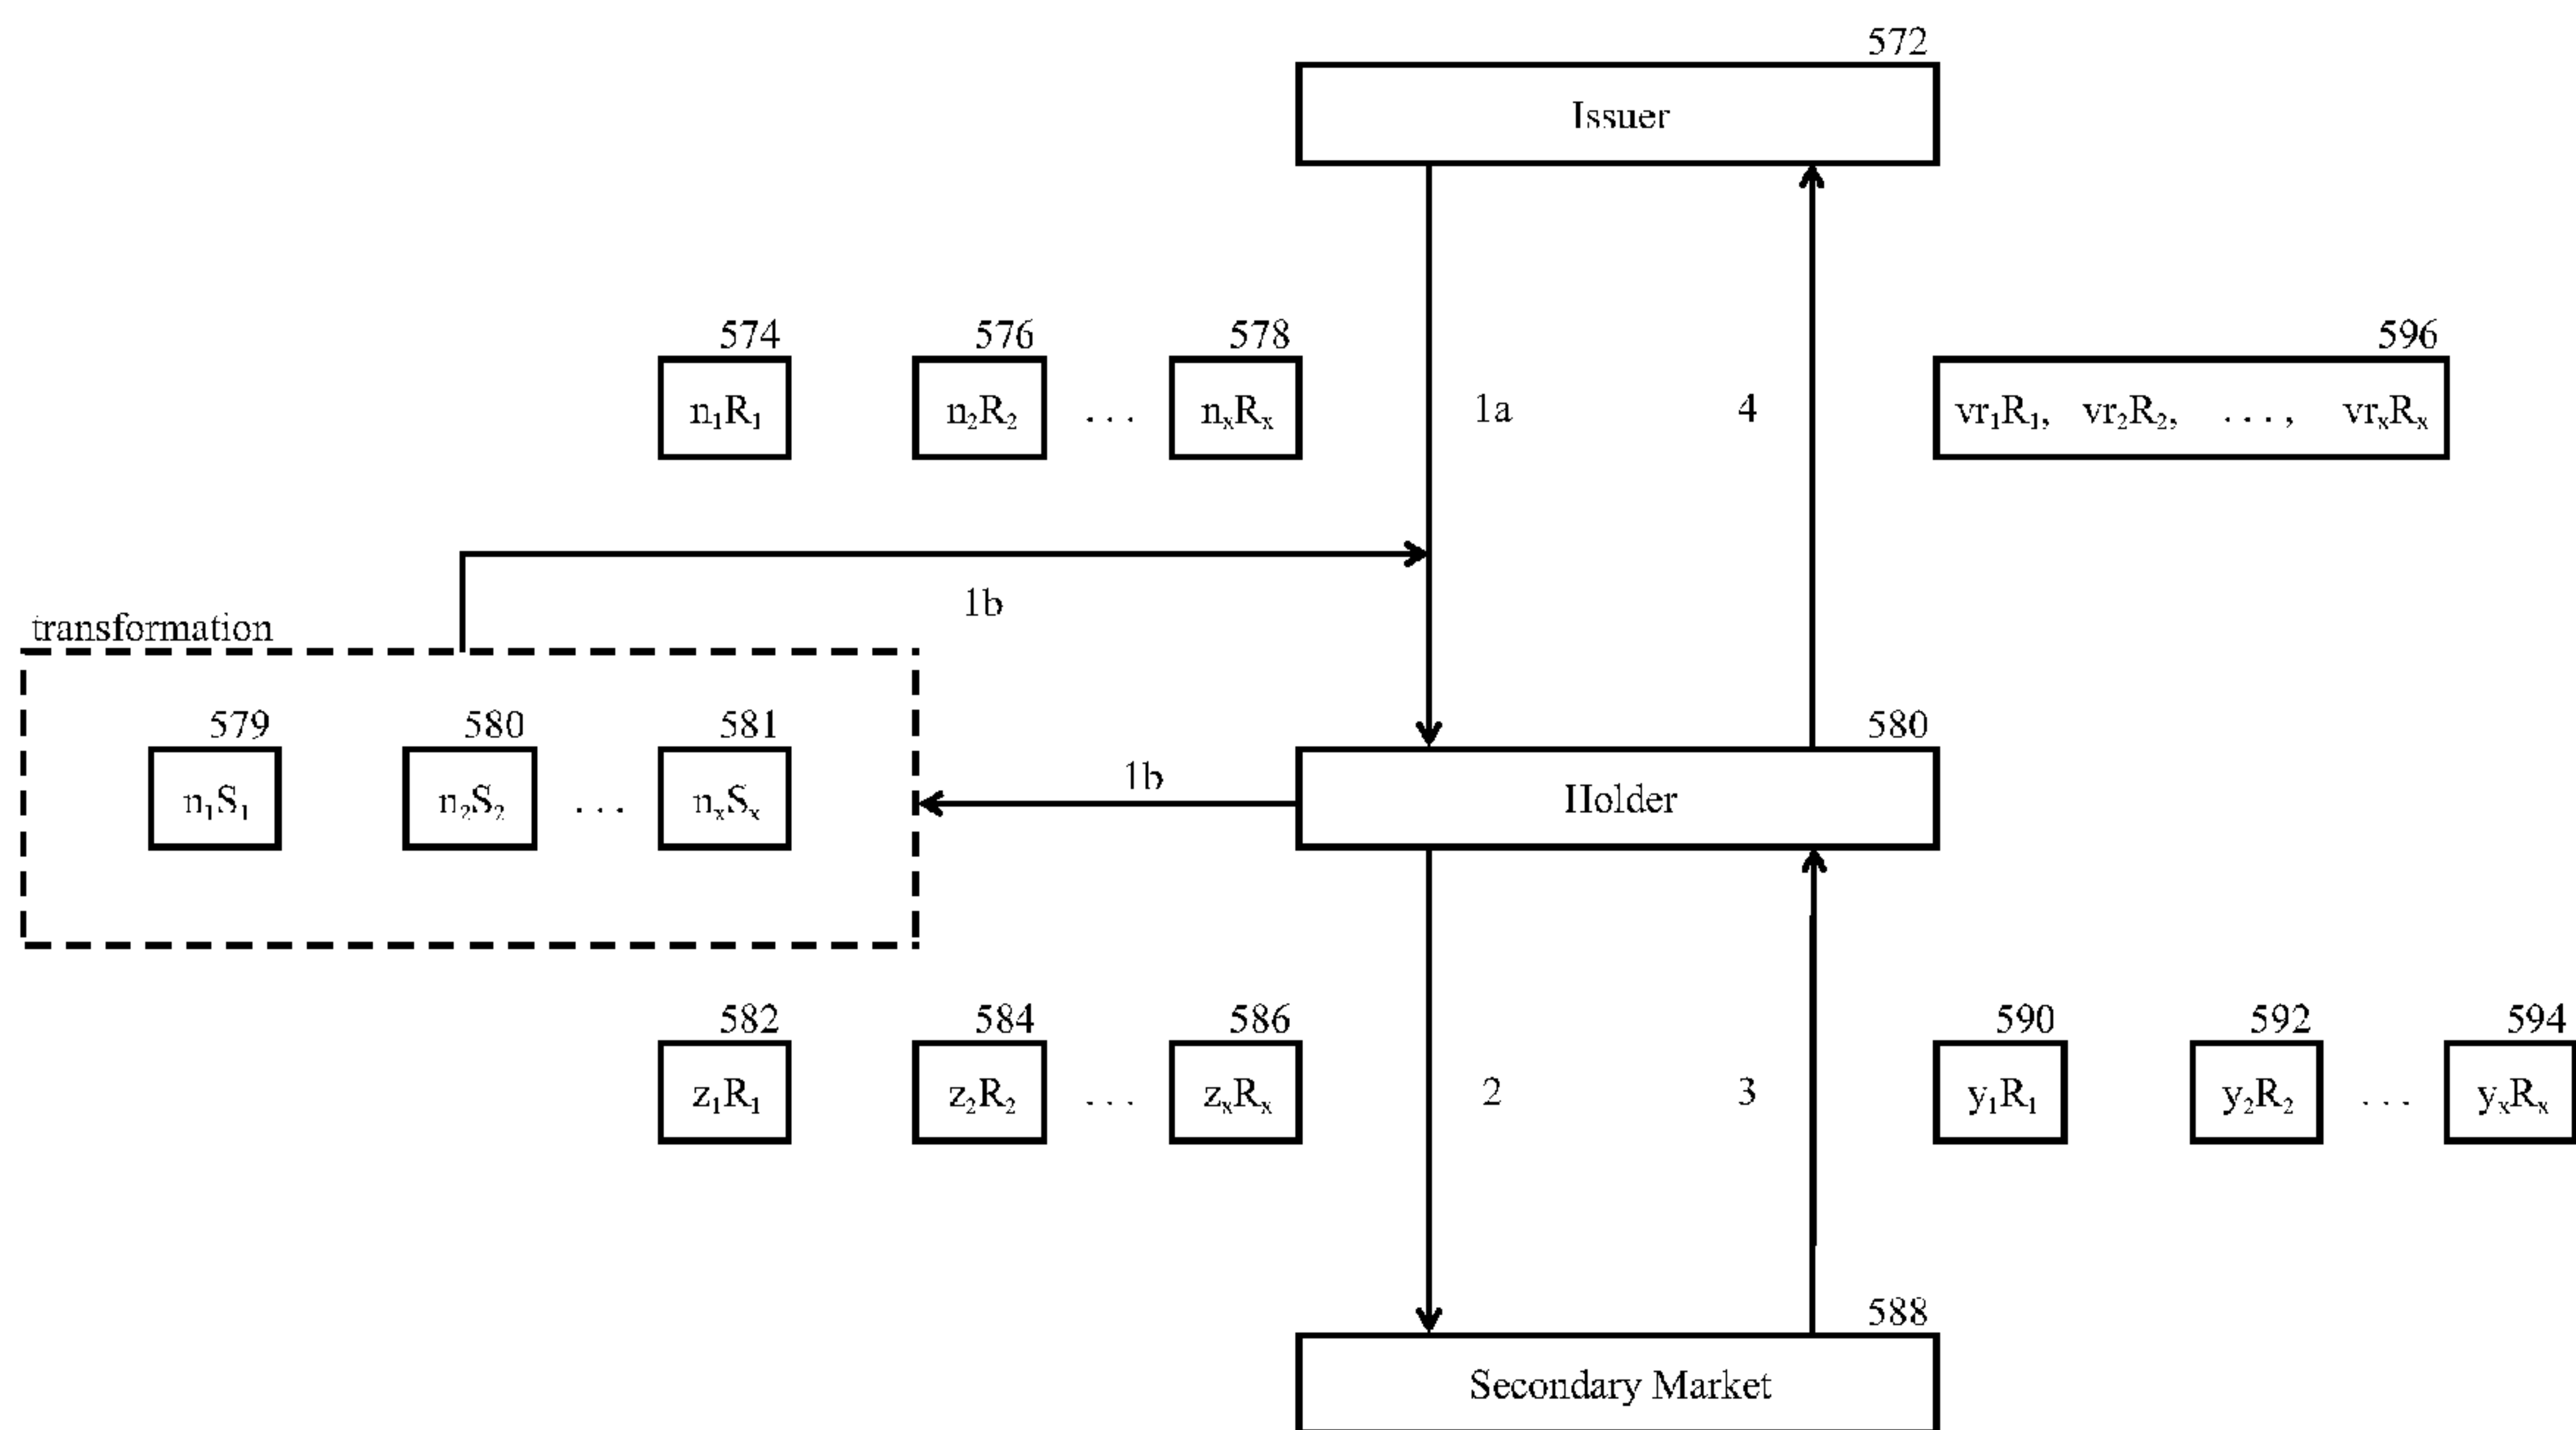 572
Issuer
574 576 578 596
n₁R₁ n₂R₂ ... nₓRₓ 1a 4 vr₁R₁, vr₂R₂, ...., vrₓRₓ
1b
transformation
579 580 581 580
1b
n₁S₁ n₂S₂ ... nₓSₓ Holder
582 584 586 590 592 594
z₁R₁ z₂R₂ ... zₓRₓ 2 3 y₁R₁ y₂R₂ ... yₓRₓ
588
Secondary Market